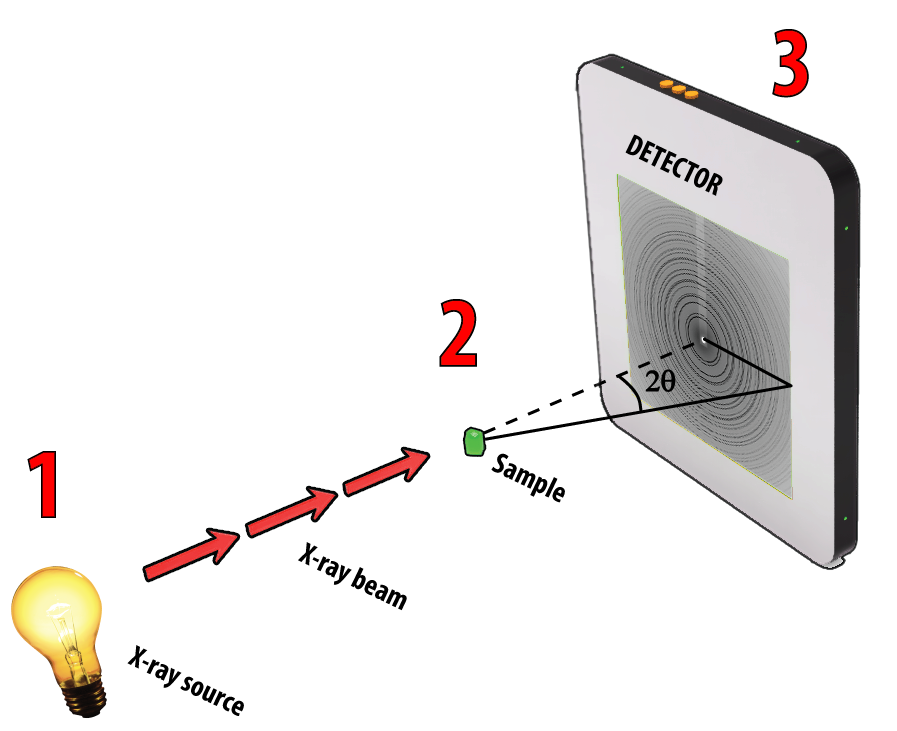 3
DETECTOR
2
2θ
1
Sample
X-ray beam
X-ray source